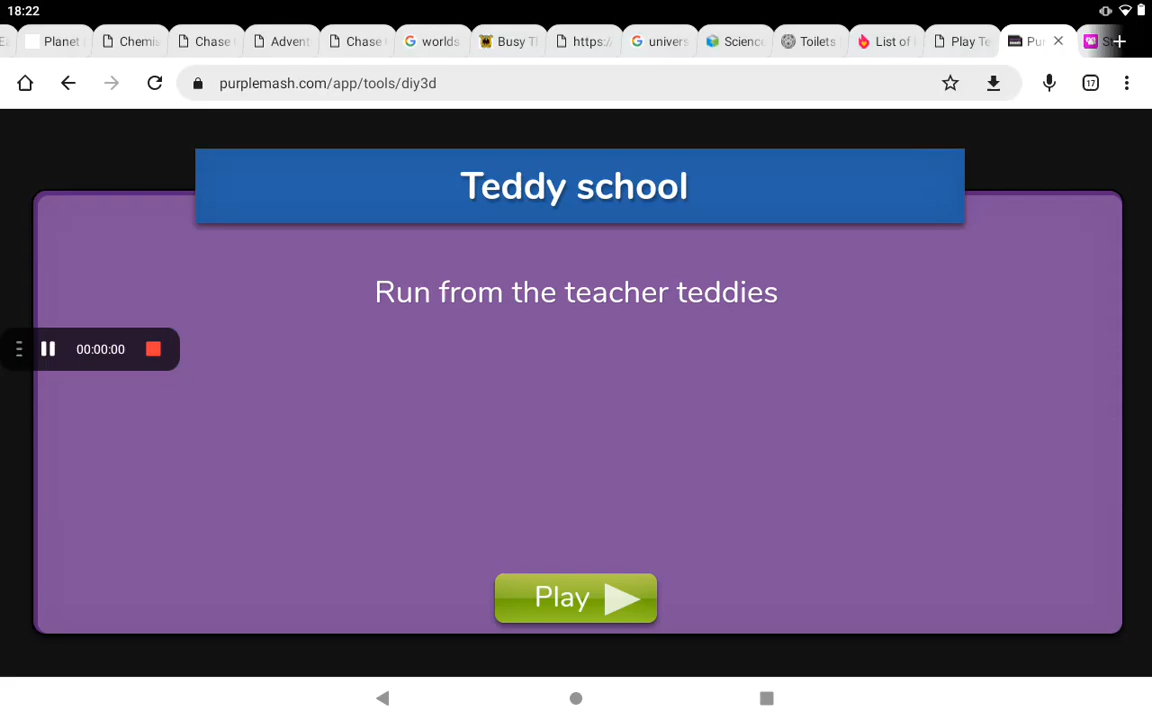 18:22
Planet
Chemis
Chase
Advent
Chase
worlds
Busy T
https:/
univers
Scienc
Toilets
List of
Play Te
Pur
purplemash.com/app/tools/diy3d
17
Teddy school
Run from the teacher teddies
00:00:00
Play